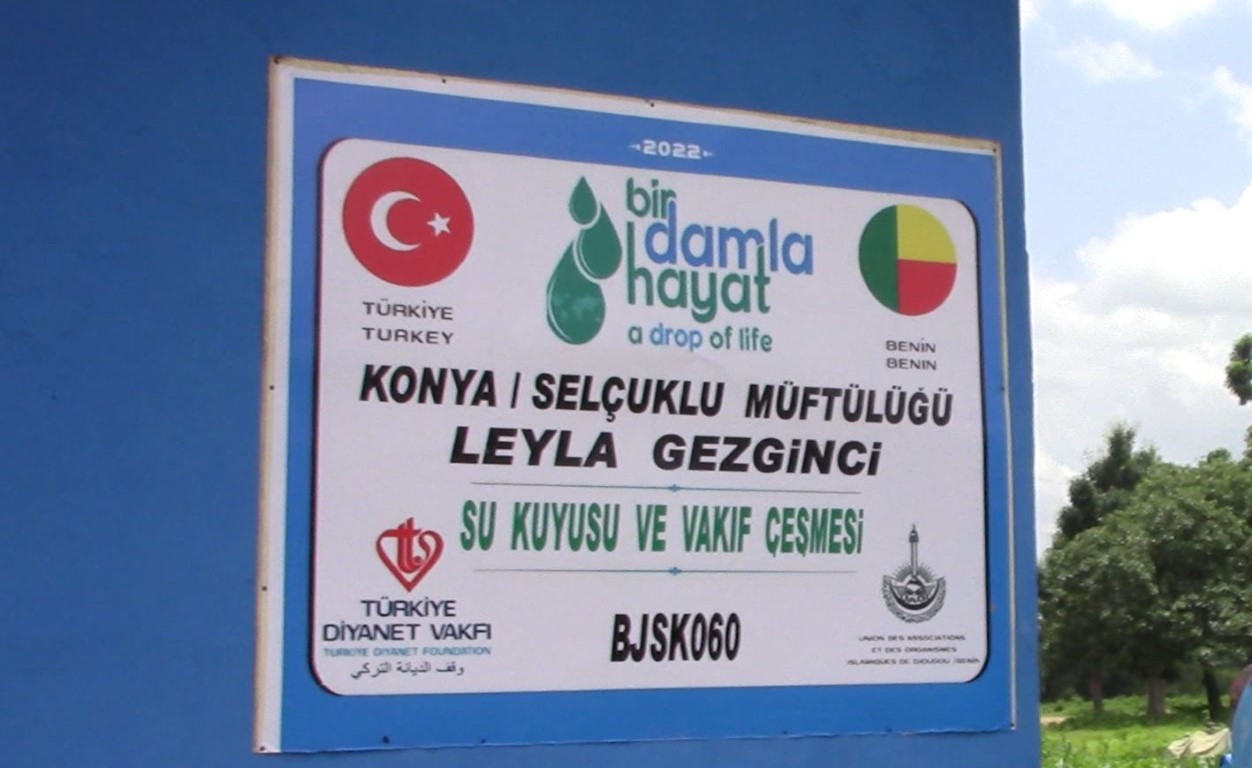 2022
bir
damla
hayat
a drop of life
TÜRKİYE
TURKEY
BENİN
BENIN
KONYA / SELÇUKLU MÜFTÜLÜĞÜ
LEYLA GEZGİNCİ
SU KUYUSU VE VAKIF ÇEŞMESİ
TÜRKİYE
DİYANET VAKFI
TURKIYE DIYANET FOUNDATION
وقف الديانة التركي
BJSK060
UNION DES ASSOCIATIONS
ET DES ORGANISMES
ISLAMIQUES DE DJOUGOU /BENIN